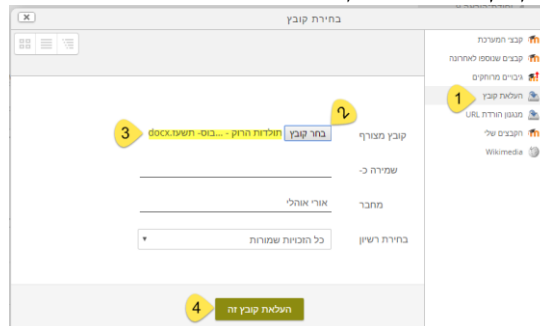 בחירת קובץ
קבצי המערכת
קבצים שנוספו לאחרונה
גיבויים מרוחקים
העלאת קובץ
1
מנגנון הורדת URL
הקבצים שלי
Wikimedia
2
קובץ מצורף
בחר קובץ
תולדות הרוק - ...בוס- תשעז.docx
3
שמירה כ-
מחבר
אורי אוהלי
בחירת רשיון
כל הזכויות שמורות
העלאת קובץ זה
4